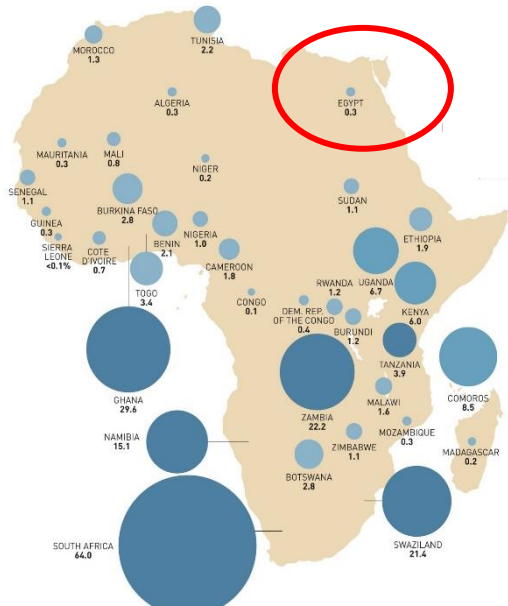 TUNISIA
2.2
MOROCCO
1.3
ALGERIA
0.3
EGYPT
0.3
MAURITANIA
0.3
MALI
0.8
NIGER
0.2
SENEGAL
1.1
BURKINA FASO
2.8
SUDAN
1.1
GUINEA
0.3
SIERRA
LEONE
<0.1%
COTE
D'IVOIRE
0.7
BENIN
2.1
NIGERIA
1.0
CAMEROON
1.8
ETHIOPIA
1.9
TOGO
3.4
CONGO
0.1
DEM. REP.
OF THE CONGO
0.4
RWANDA
1.2
UGANDA
6.7
KENYA
6.0
BURUNDI
1.2
TANZANIA
3.9
GHANA
29.6
ZAMBIA
22.2
MALAWI
1.6
COMOROS
8.5
NAMIBIA
15.1
ZIMBABWE
1.1
MOZAMBIQUE
0.3
MADAGASCAR
0.2
BOTSWANA
2.8
SOUTH AFRICA
64.0
SWAZILAND
21.4